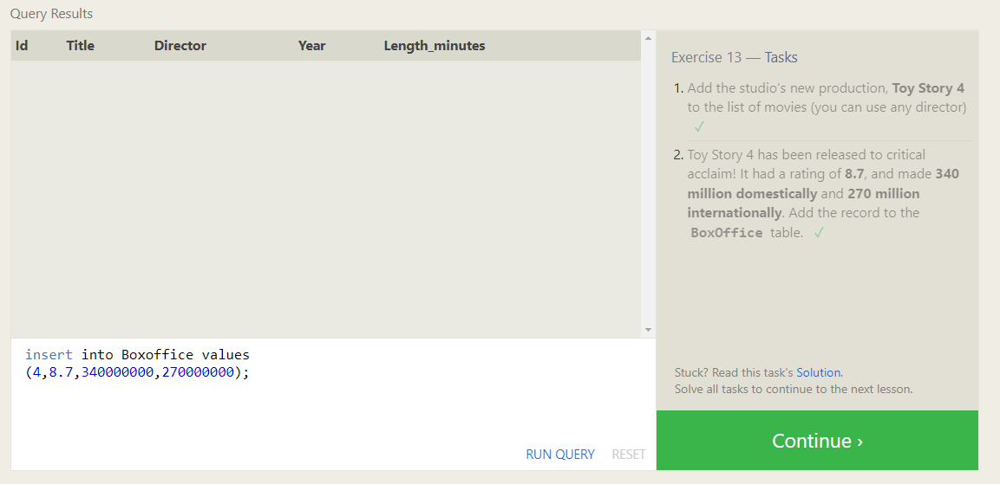 Query Results
Id Title Director Year Length_minutes
insert into Boxoffice values
(4,8.7,340000000,270000000);
RUN QUERY RESET
Exercise 13 — Tasks
1. Add the studio's new production, Toy Story 4
to the list of movies (you can use any director)
✓
2. Toy Story 4 has been released to critical
acclaim! It had a rating of 8.7, and made 340
million domestically and 270 million
internationally. Add the record to the
BoxOffice table. ✓
Stuck? Read this task's Solution.
Solve all tasks to continue to the next lesson.
Continue ›